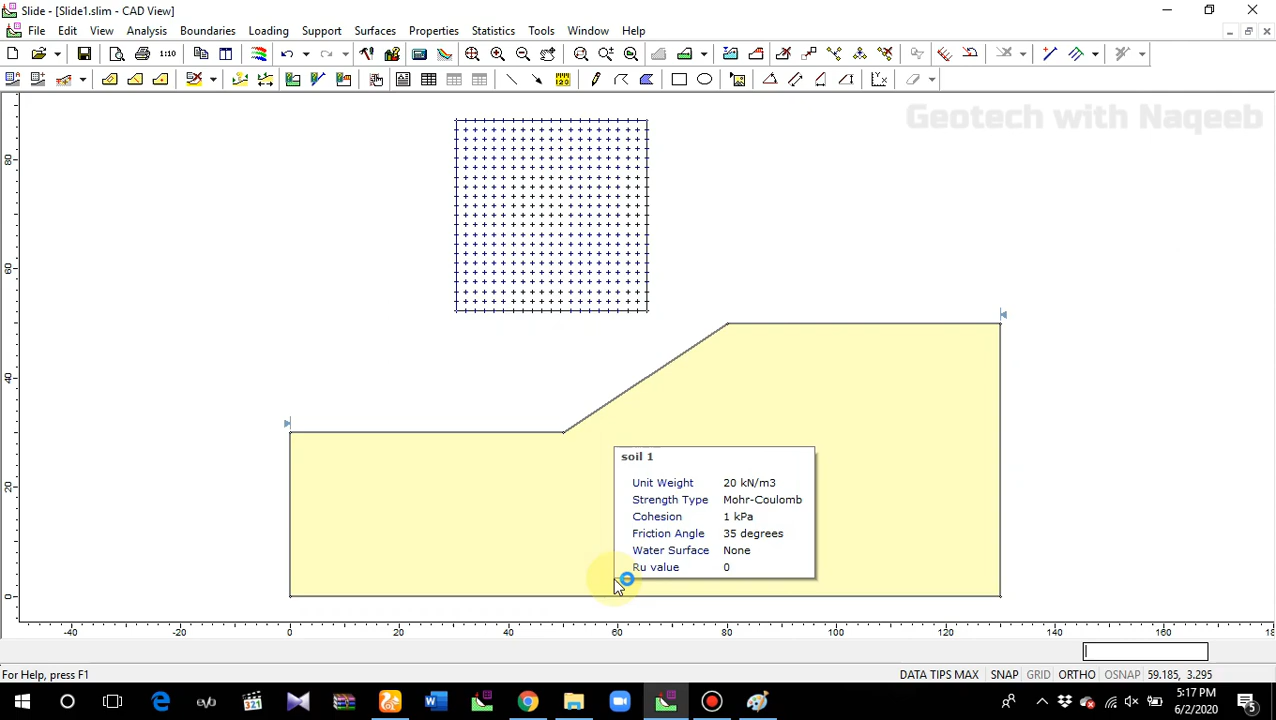 Slide - [Slide1.slim - CAD View]
File Edit View Analysis Boundaries Loading Support Surfaces Properties Statistics Tools Window Help
1:10
Geotech with Naqeeb
80
60
40
20
0
soil 1
Unit Weight 20 kN/m3
Strength Type Mohr-Coulomb
Cohesion 1 kPa
Friction Angle 35 degrees
Water Surface None
Ru value 0
-40 -20 0 20 40 60 80 100 120 140 160
For Help, press F1
DATA TIPS MAX SNAP GRID ORTHO OSNAP 59.185, 3.295
321
5:17 PM
6/2/2020
5